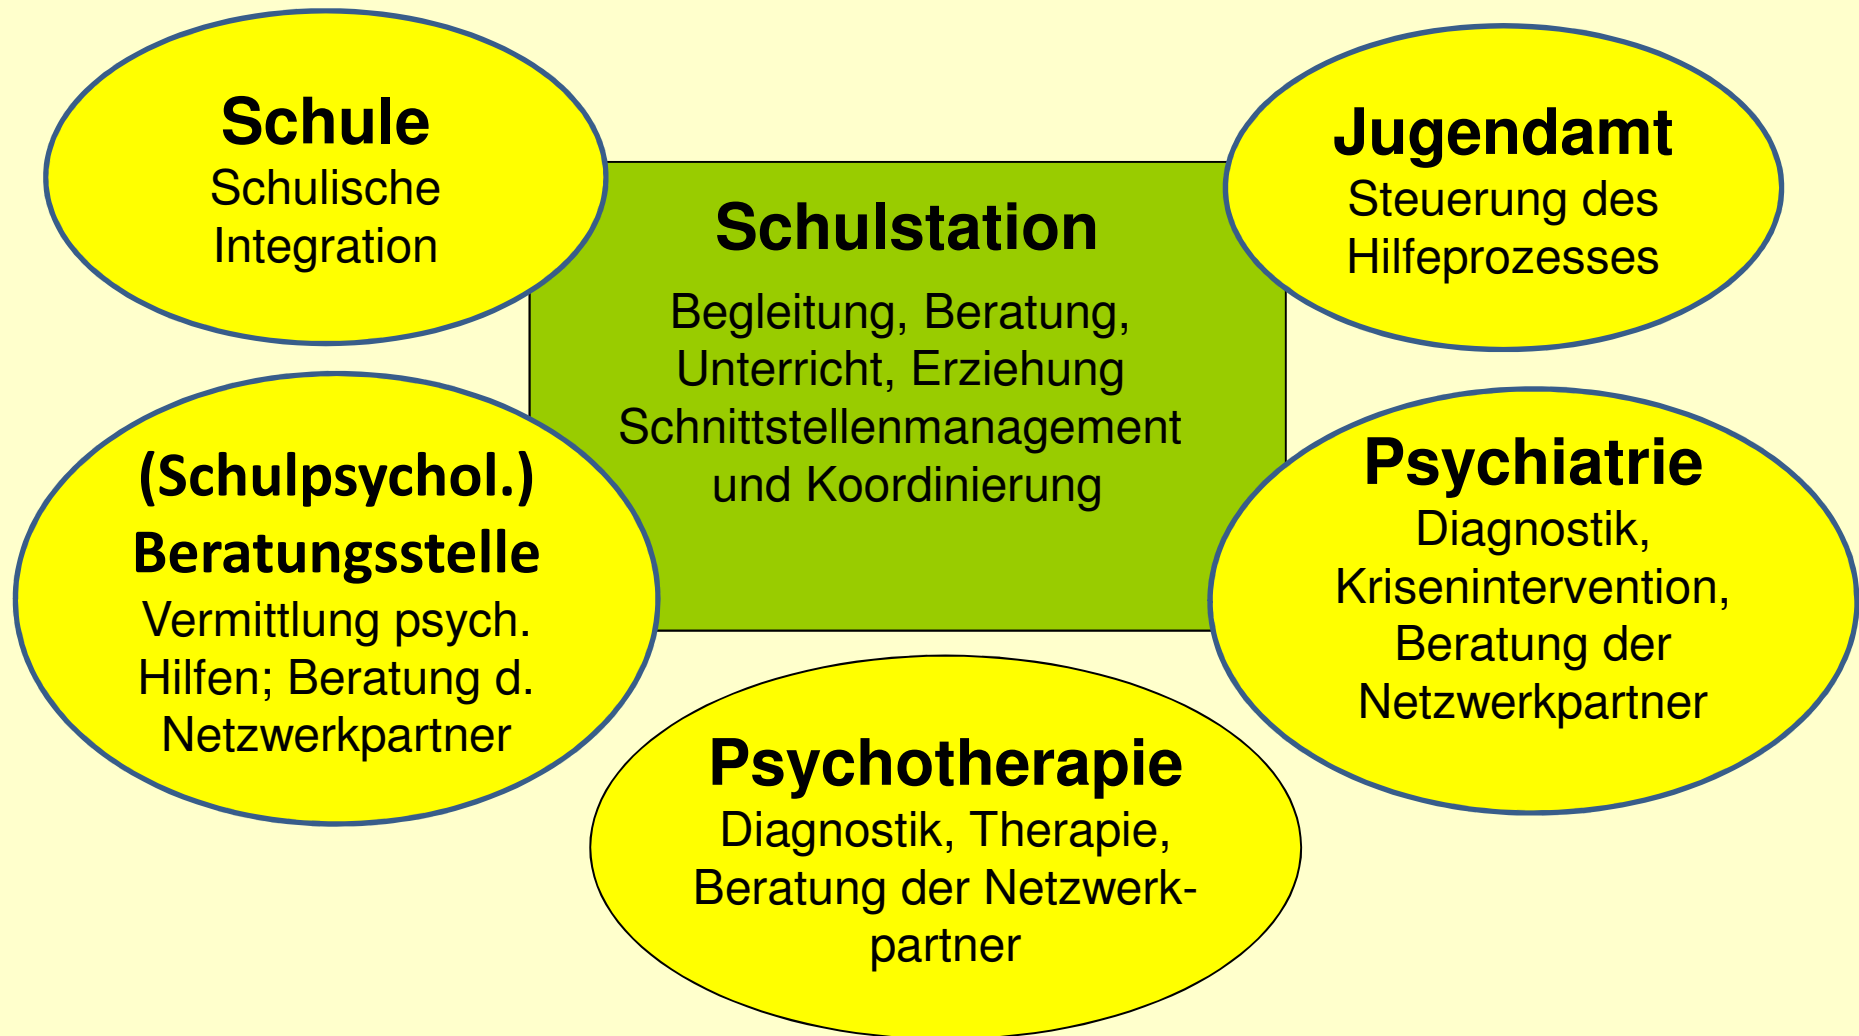 Schule
Schulische
Integration
Schulstation
Begleitung, Beratung,
Unterricht, Erziehung
Schnittstellenmanagement
und Koordinierung
Jugendamt
Steuerung des
Hilfeprozesses
(Schulpsychol.)
Beratungsstelle
Vermittlung psych.
Hilfen; Beratung d.
Netzwerkpartner
Psychiatrie
Diagnostik,
Krisenintervention,
Beratung der
Netzwerkpartner
Psychotherapie
Diagnostik, Therapie,
Beratung der Netzwerk-
partner